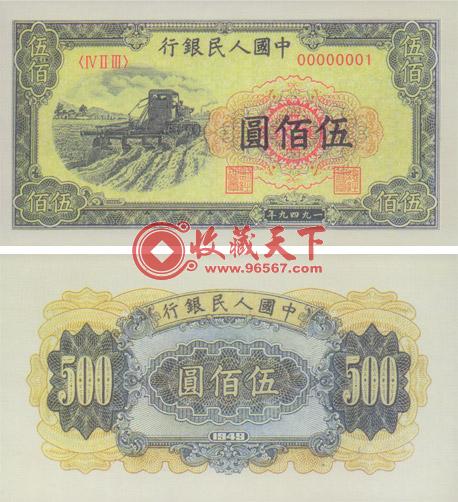 中國人民銀行
伍佰
伍佰
〈IV II III〉
00000001
伍佰圓
伍佰
伍佰
一九四九年
收藏天下
www.96567.com
中國人民銀行
500
伍佰圓
500
1949